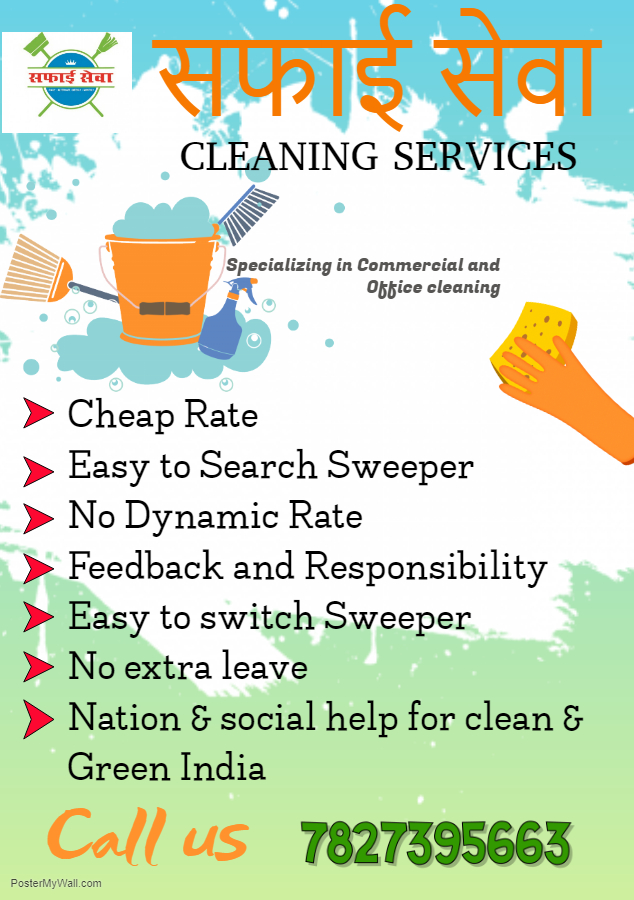 सफाई सेवा
सफाई सेवा
CLEANING SERVICES
Specializing in Commercial and
Office cleaning
Cheap Rate
Easy to Search Sweeper
No Dynamic Rate
Feedback and Responsibility
Easy to switch Sweeper
No extra leave
Nation & social help for clean &
Green India
Call us 7827395663
PosterMyWall.com